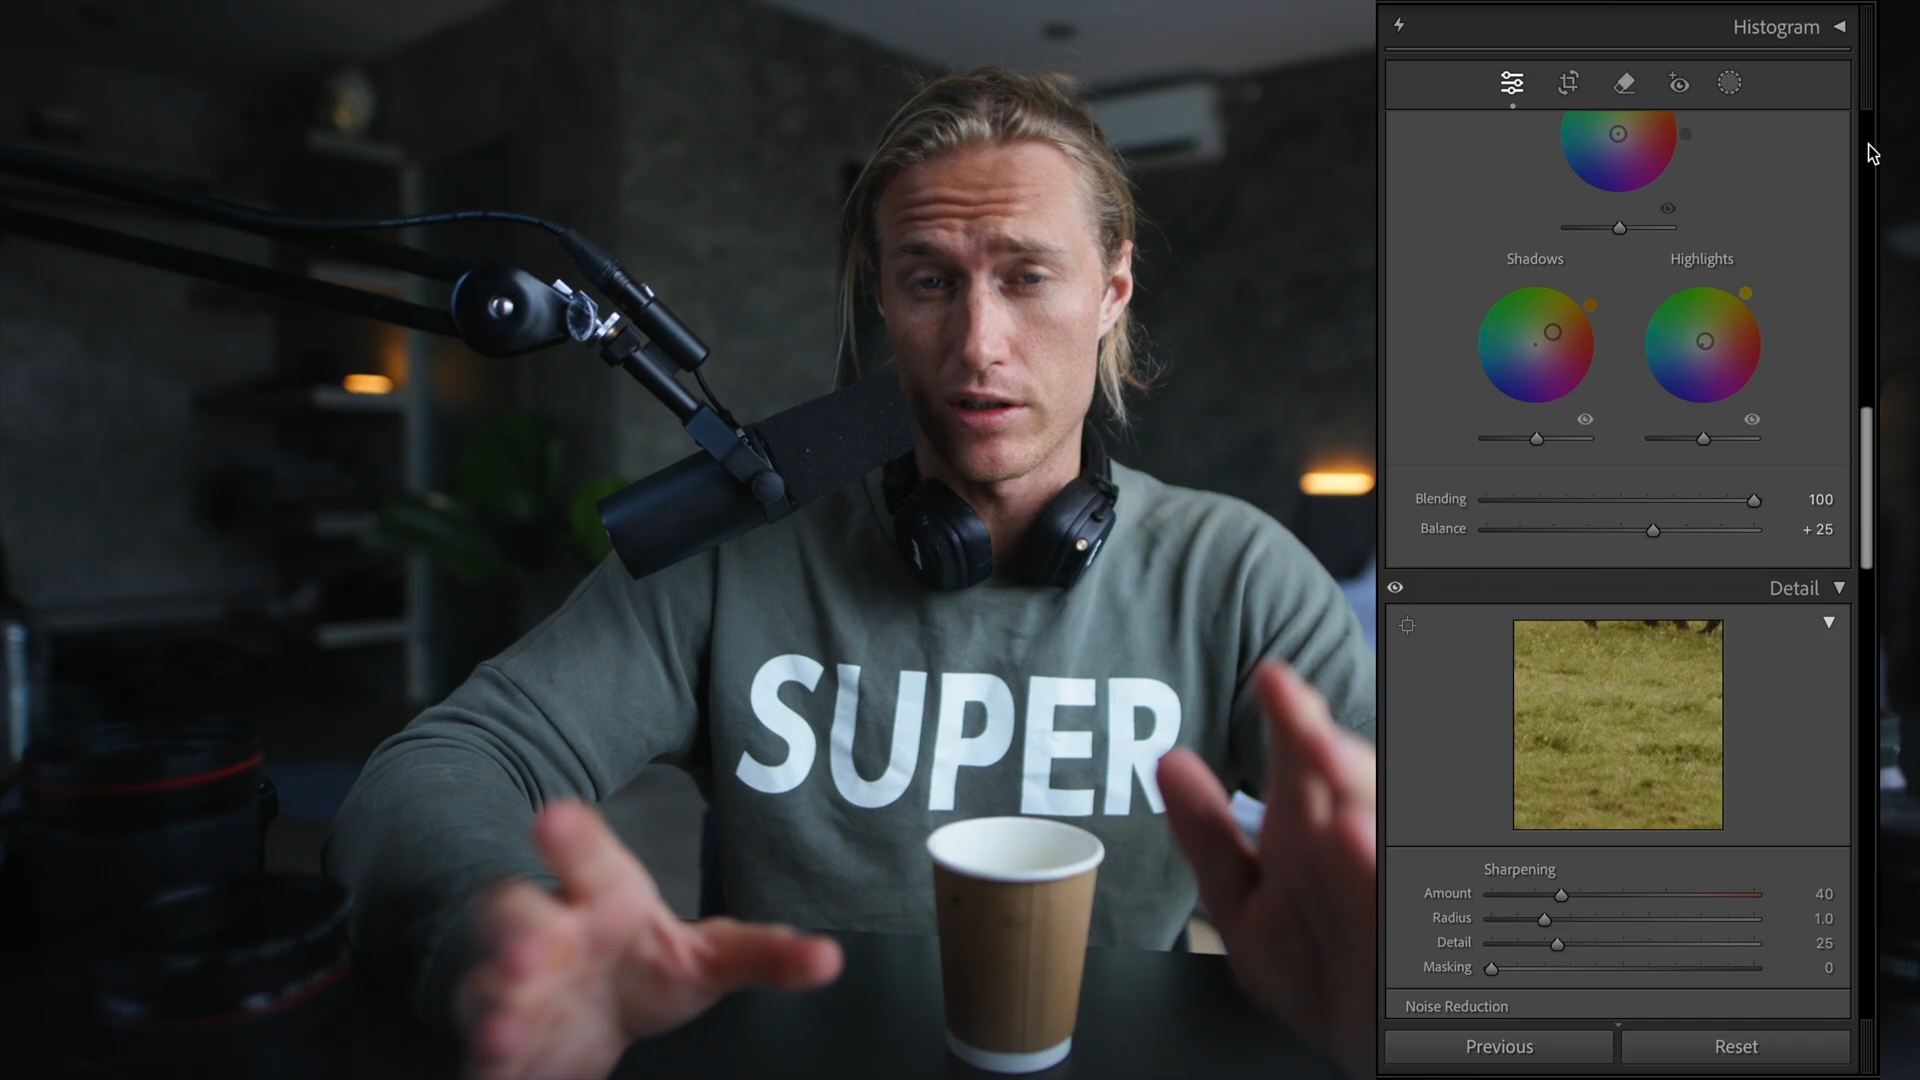 Histogram
Shadows
Highlights
Blending 100
Balance + 25
Detail
SUPER
Sharpening
Amount 40
Radius 1.0
Detail 25
Masking 0
Noise Reduction
Previous
Reset